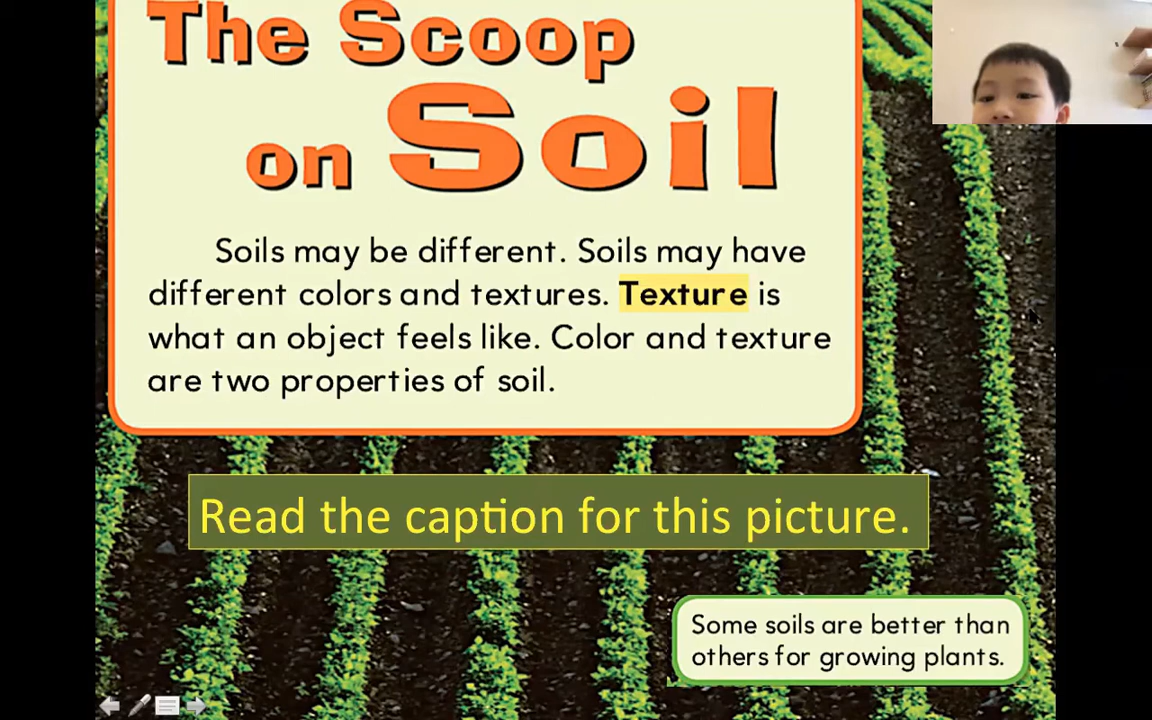 The Scoop
on Soil
Soils may be different. Soils may have
different colors and textures. Texture is
what an object feels like. Color and texture
are two properties of soil.
Read the caption for this picture.
Some soils are better than
others for growing plants.